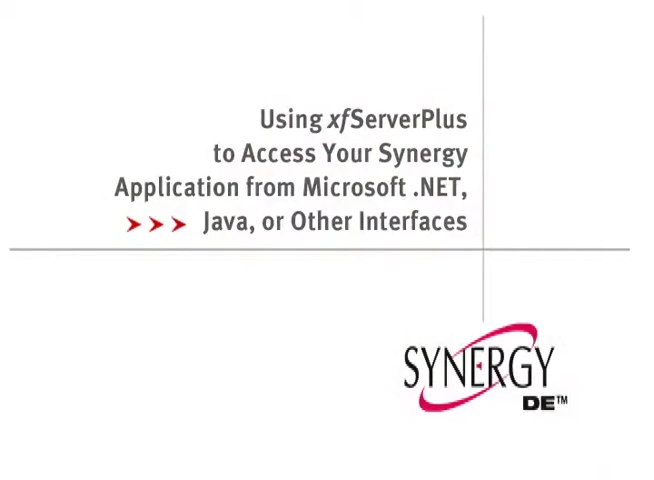 Using xfServerPlus
to Access Your Synergy
Application from Microsoft .NET,
Java, or Other Interfaces
SYNERGY
DE™